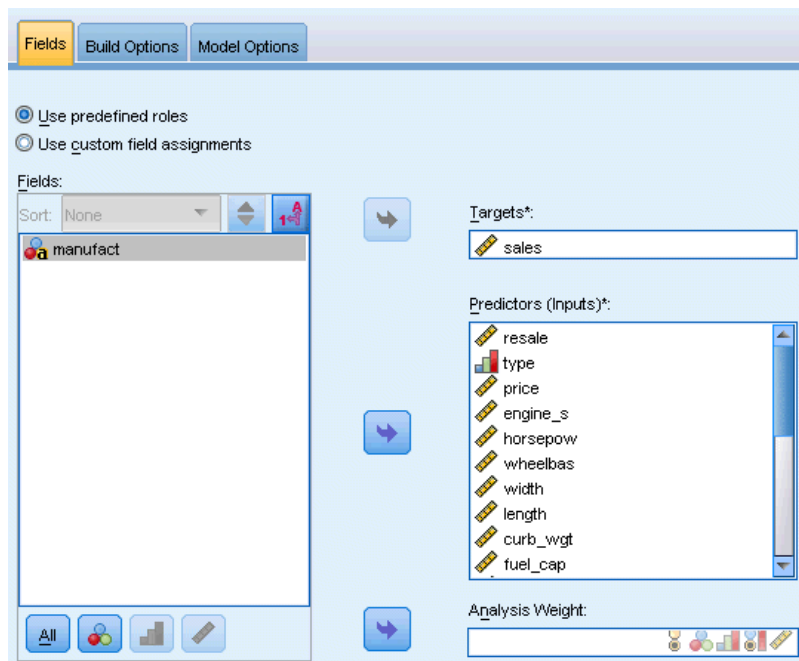 Fields
Build Options
Model Options
Use predefined roles
Use custom field assignments
Fields:
Sort: None
manufact
Targets*:
sales
Predictors (Inputs)*:
resale
type
price
engine_s
horsepow
wheelbas
width
length
curb_wgt
fuel_cap
Analysis Weight:
All